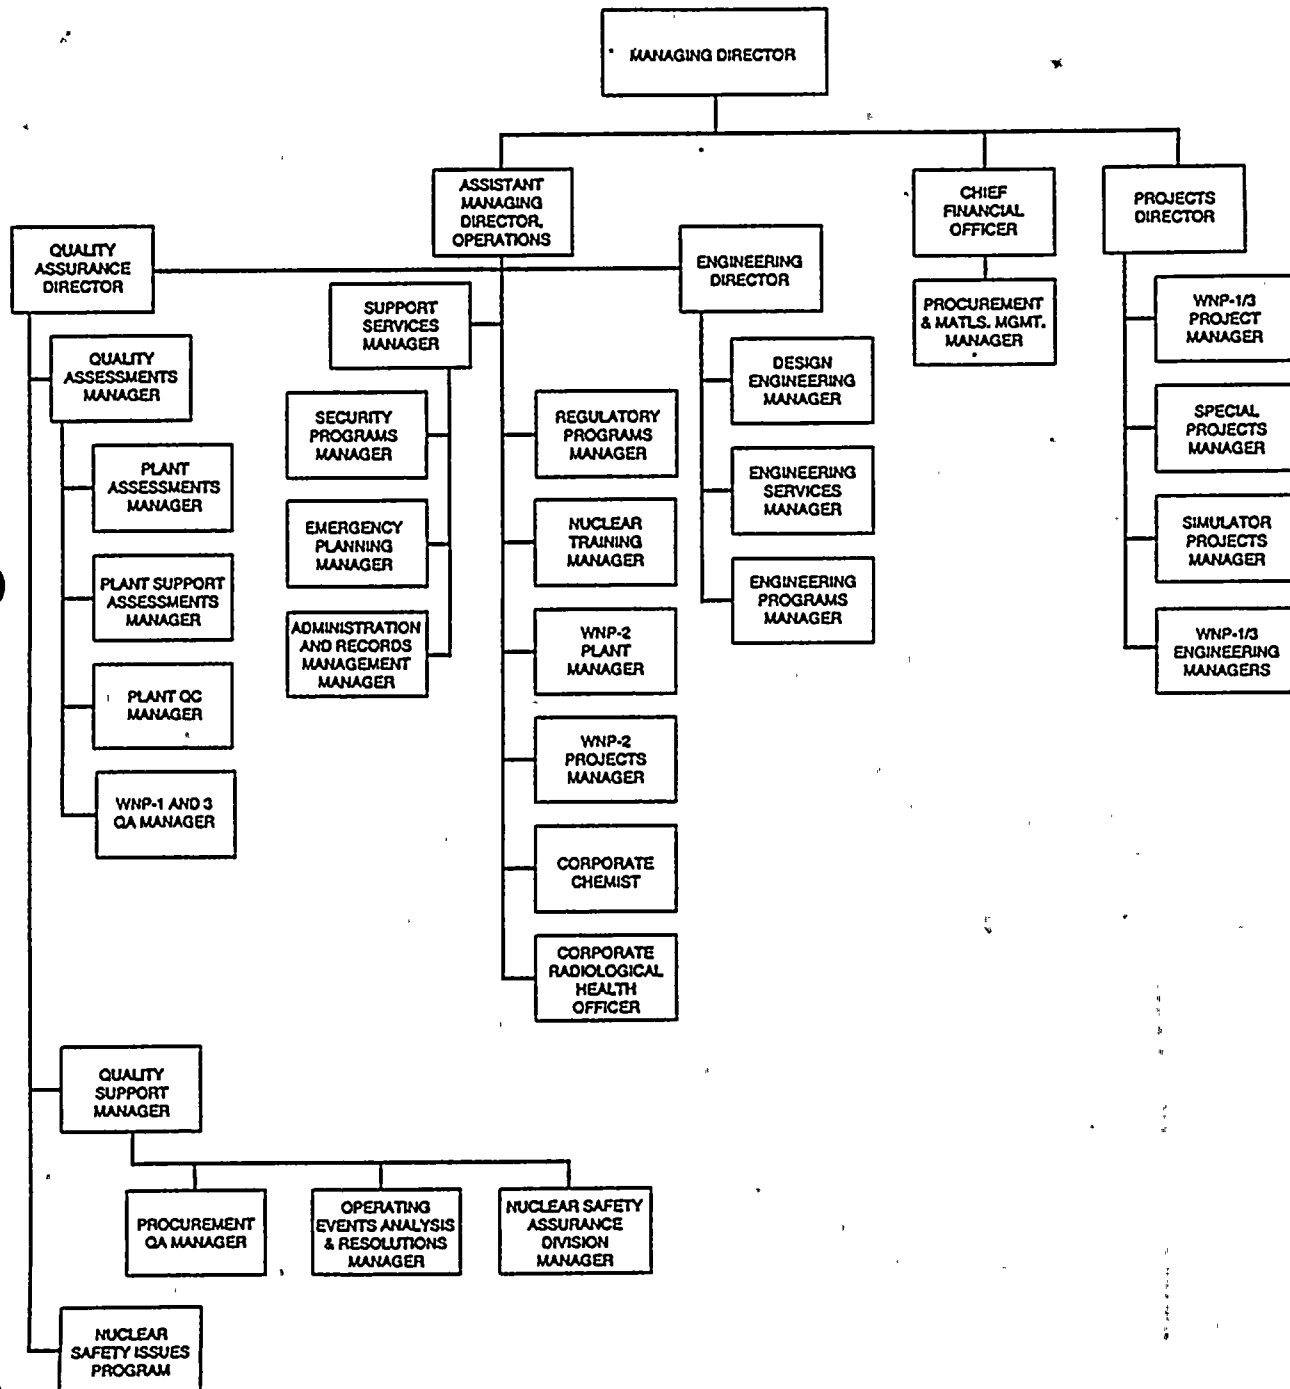 MANAGING DIRECTOR
ASSISTANT
MANAGING
DIRECTOR,
OPERATIONS
CHIEF
FINANCIAL
OFFICER
PROJECTS
DIRECTOR
QUALITY
ASSURANCE
DIRECTOR
ENGINEERING
DIRECTOR
SUPPORT
SERVICES
MANAGER
PROCUREMENT
& MATLS. MGMT.
MANAGER
WNP-1/3
PROJECT
MANAGER
QUALITY
ASSESSMENTS
MANAGER
DESIGN
ENGINEERING
MANAGER
SECURITY
PROGRAMS
MANAGER
REGULATORY
PROGRAMS
MANAGER
SPECIAL
PROJECTS
MANAGER
PLANT
ASSESSMENTS
MANAGER
ENGINEERING
SERVICES
MANAGER
EMERGENCY
PLANNING
MANAGER
NUCLEAR
TRAINING
MANAGER
SIMULATOR
PROJECTS
MANAGER
PLANT SUPPORT
ASSESSMENTS
MANAGER
ENGINEERING
PROGRAMS
MANAGER
ADMINISTRATION
AND RECORDS
MANAGEMENT
MANAGER
WNP-2
PLANT
MANAGER
WNP-1/3
ENGINEERING
MANAGERS
PLANT QC
MANAGER
WNP-2
PROJECTS
MANAGER
WNP-1 AND 3
QA MANAGER
CORPORATE
CHEMIST
CORPORATE
RADIOLOGICAL
HEALTH
OFFICER
QUALITY
SUPPORT
MANAGER
PROCUREMENT
QA MANAGER
OPERATING
EVENTS ANALYSIS
& RESOLUTIONS
MANAGER
NUCLEAR SAFETY
ASSURANCE
DIVISION
MANAGER
NUCLEAR
SAFETY ISSUES
PROGRAM